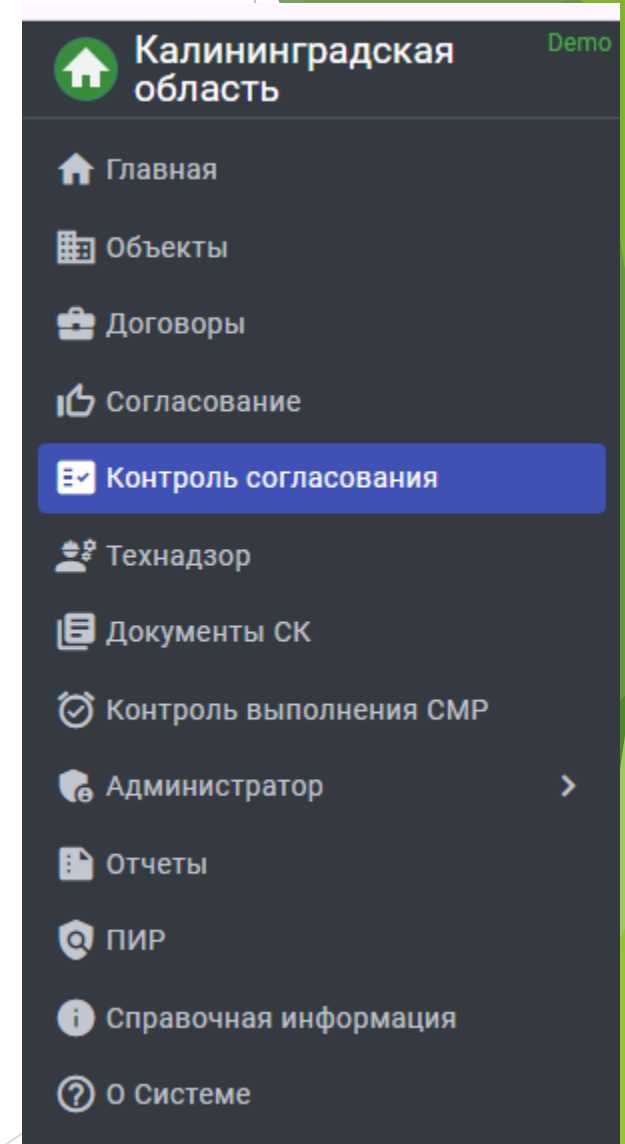 Калининградская
область
Demo
Главная
Объекты
Договоры
Согласование
Контроль согласования
Технадзор
Документы СК
Контроль выполнения СМР
Администратор
Отчеты
ПИР
Справочная информация
О Системе